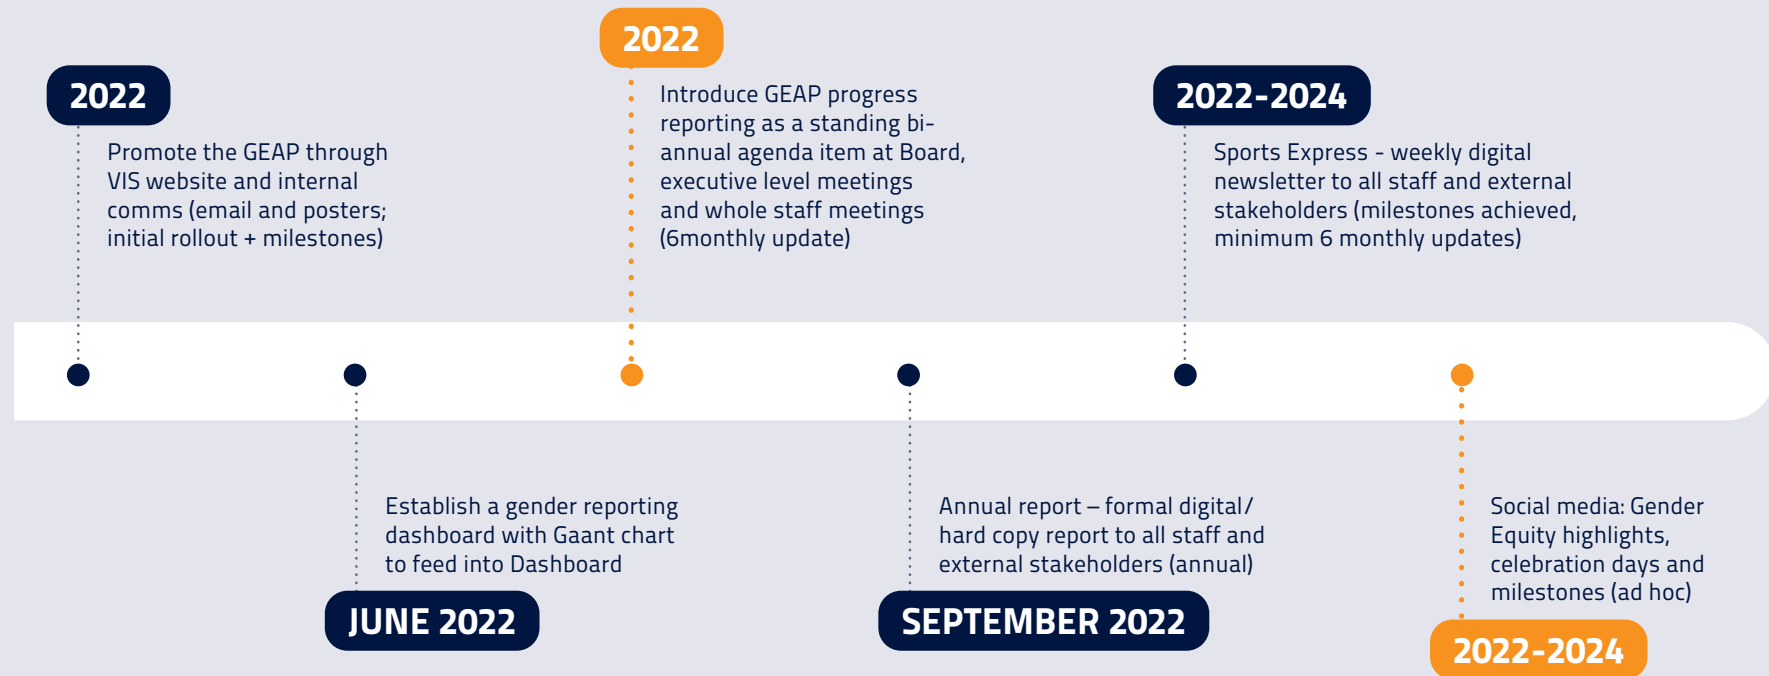 2022
Promote the GEAP through
VIS website and internal
comms (email and posters;
initial rollout + milestones)
JUNE 2022
Establish a gender reporting
dashboard with Gaant chart
to feed into Dashboard
2022
Introduce GEAP progress
reporting as a standing bi-
annual agenda item at Board,
executive level meetings
and whole staff meetings
(6monthly update)
SEPTEMBER 2022
Annual report – formal digital/
hard copy report to all staff and
external stakeholders (annual)
2022-2024
Sports Express - weekly digital
newsletter to all staff and external
stakeholders (milestones achieved,
minimum 6 monthly updates)
2022-2024
Social media: Gender
Equity highlights,
celebration days and
milestones (ad hoc)